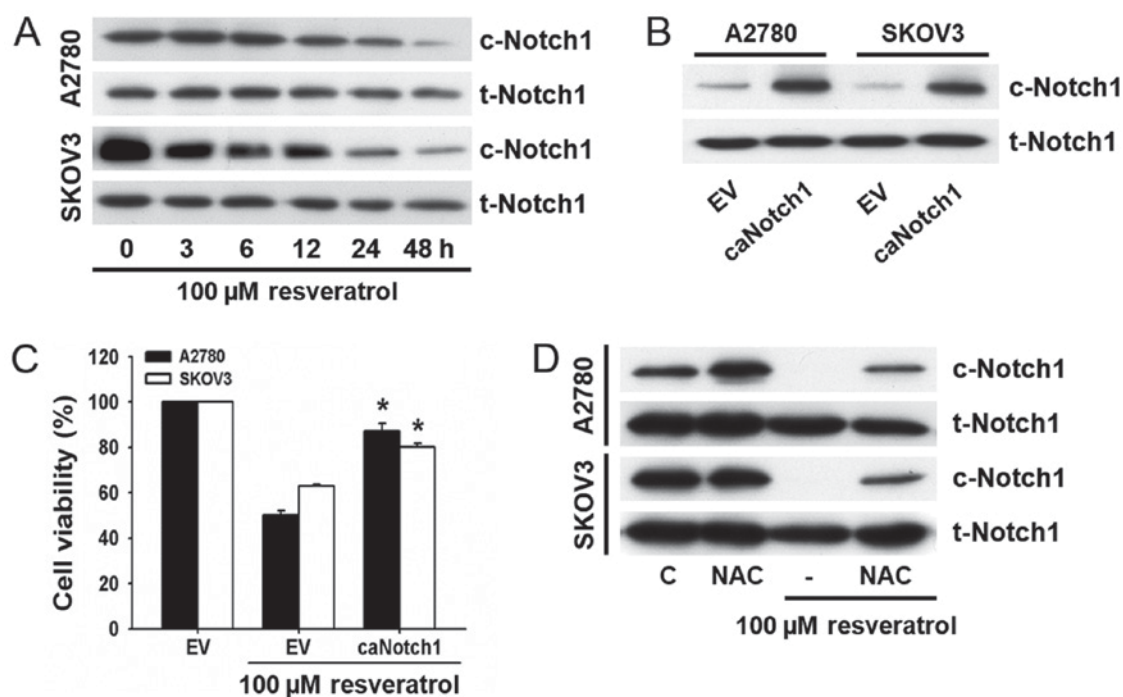 A
A2780
c-Notch1
t-Notch1
SKOV3
c-Notch1
t-Notch1
0 3 6 12 24 48 h
100 µM resveratrol
B
A2780 SKOV3
c-Notch1
t-Notch1
EV caNotch1 EV caNotch1
C
Cell viability (%)
120
100
80
60
40
20
0
A2780
SKOV3
* *
EV EV caNotch1
100 µM resveratrol
D
A2780
c-Notch1
t-Notch1
SKOV3
c-Notch1
t-Notch1
C NAC - NAC
100 µM resveratrol